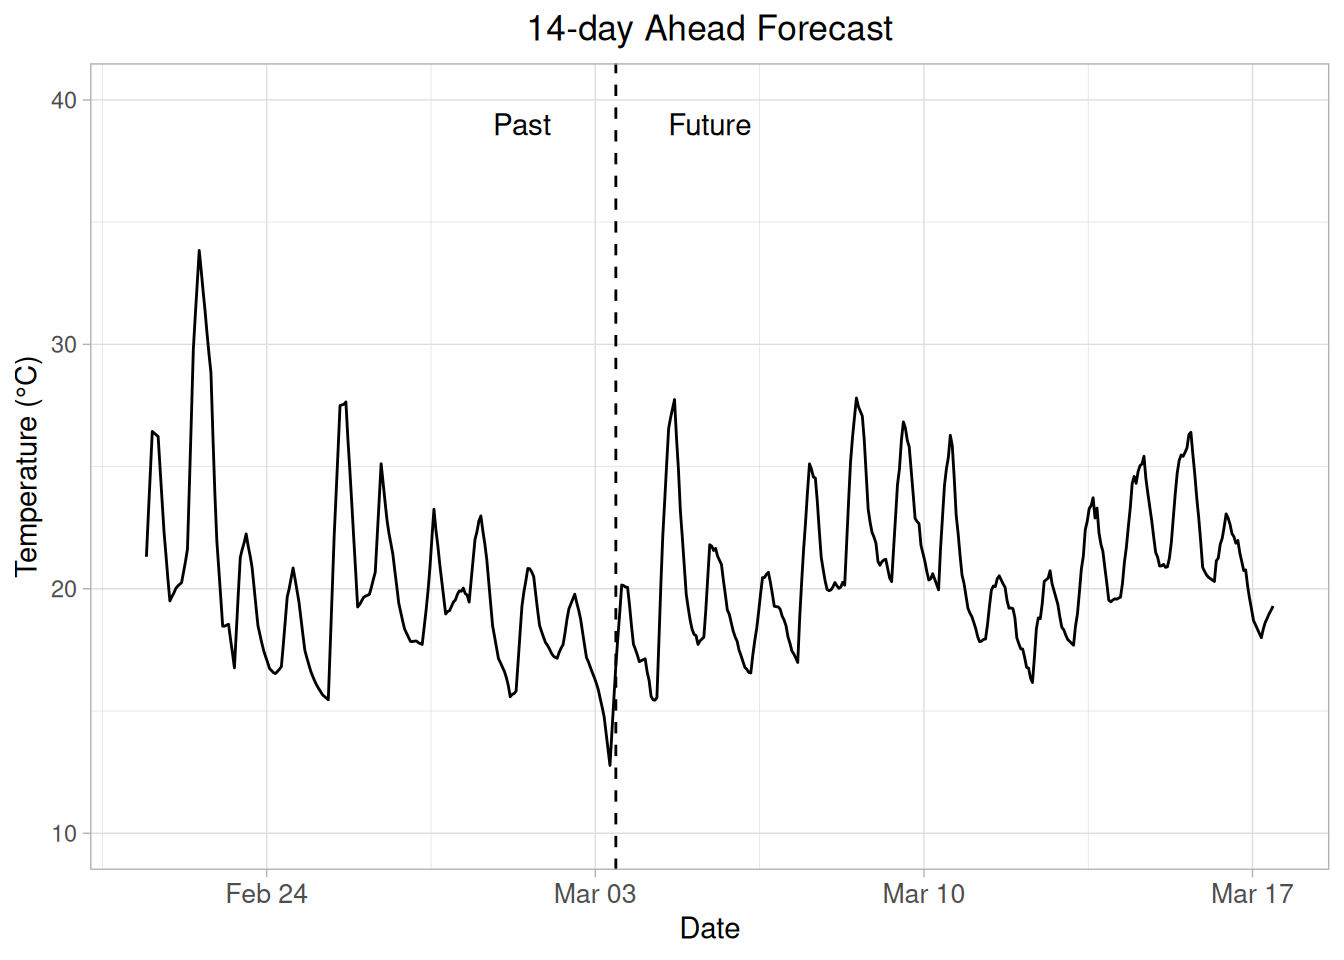 14-day Ahead Forecast
40
Past
Future
30
Temperature (°C)
20
10
Feb 24
Mar 03
Mar 10
Mar 17
Date